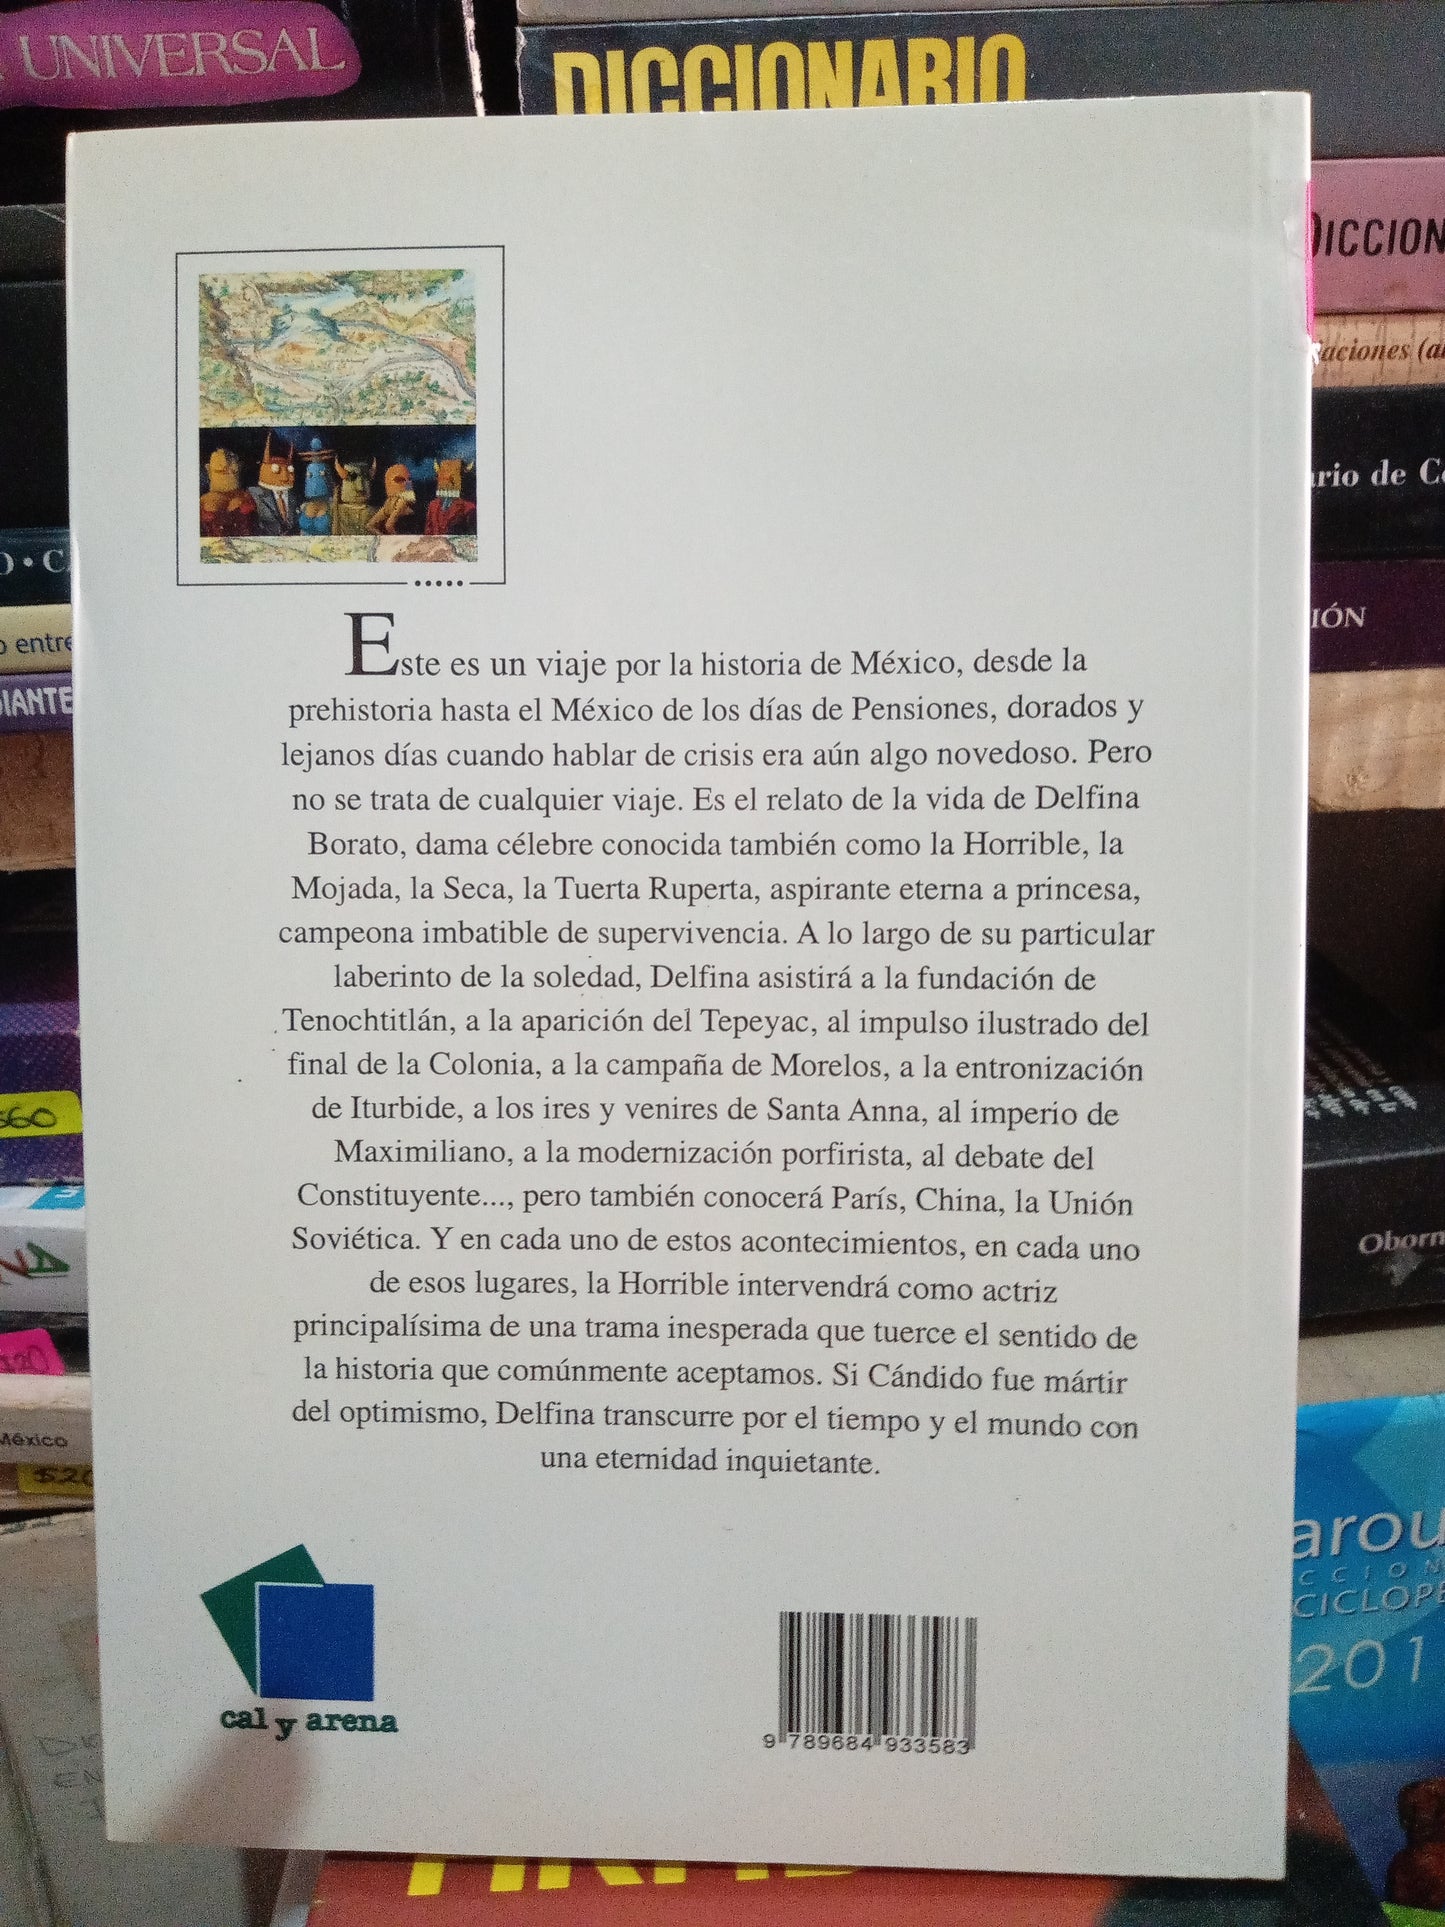 UNIVERSAL
DICCIONARIO
DICCION
aciones (a
rio de C
IÓN
entre
IANTE
Este es un viaje por la historia de México, desde la
prehistoria hasta el México de los días de Pensiones, dorados y
lejanos días cuando hablar de crisis era aún algo novedoso. Pero
no se trata de cualquier viaje. Es el relato de la vida de Delfina
Borato, dama célebre conocida también como la Horrible, la
Mojada, la Seca, la Tuerta Ruperta, aspirante eterna a princesa,
campeona imbatible de supervivencia. A lo largo de su particular
laberinto de la soledad, Delfina asistirá a la fundación de
Tenochtitlán, a la aparición del Tepeyac, al impulso ilustrado del
final de la Colonia, a la campaña de Morelos, a la entronización
de Iturbide, a los ires y venires de Santa Anna, al imperio de
Maximiliano, a la modernización porfirista, al debate del
Constituyente..., pero también conocerá París, China, la Unión
Soviética. Y en cada uno de estos acontecimientos, en cada uno
de esos lugares, la Horrible intervendrá como actriz
principalísima de una trama inesperada que tuerce el sentido de
la historia que comúnmente aceptamos. Si Cándido fue mártir
del optimismo, Delfina transcurre por el tiempo y el mundo con
una eternidad inquietante.
Oborn
México
$20
arou
CCION
CICLOPE
201
cal y arena
9 789684 933583